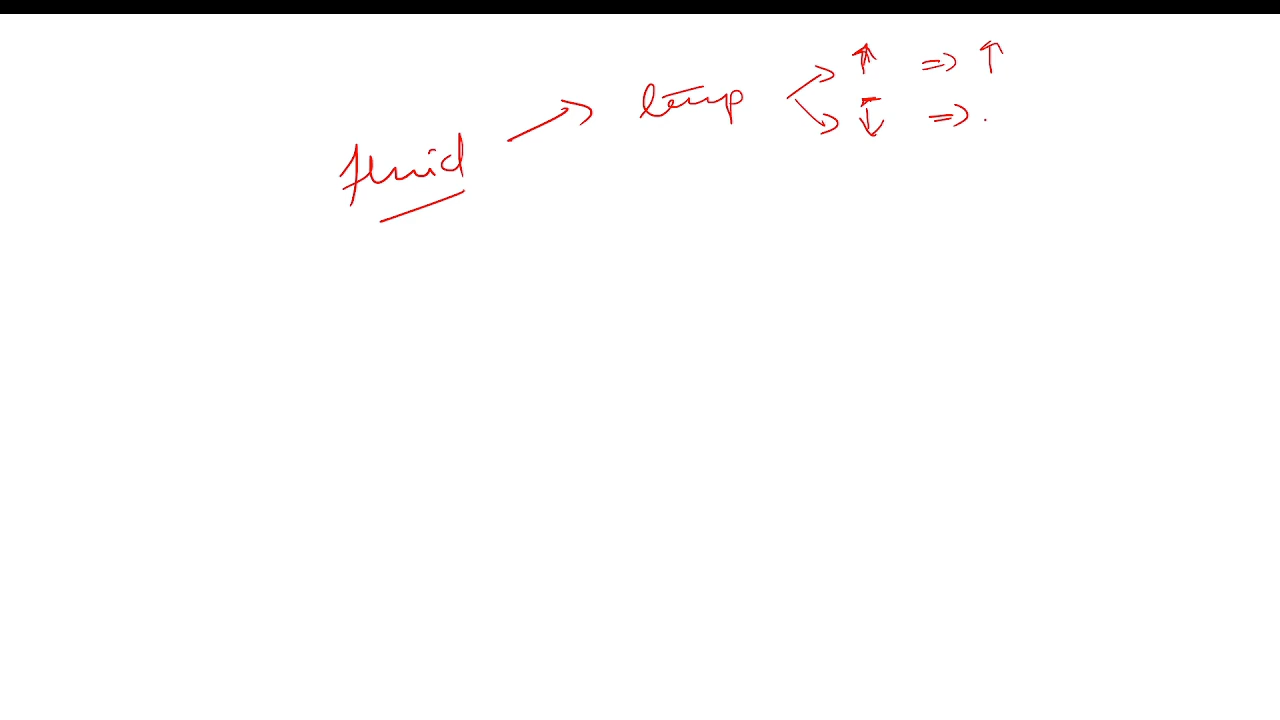 temp ↑ ⇒ ↑
↓ ⇒
fluid →